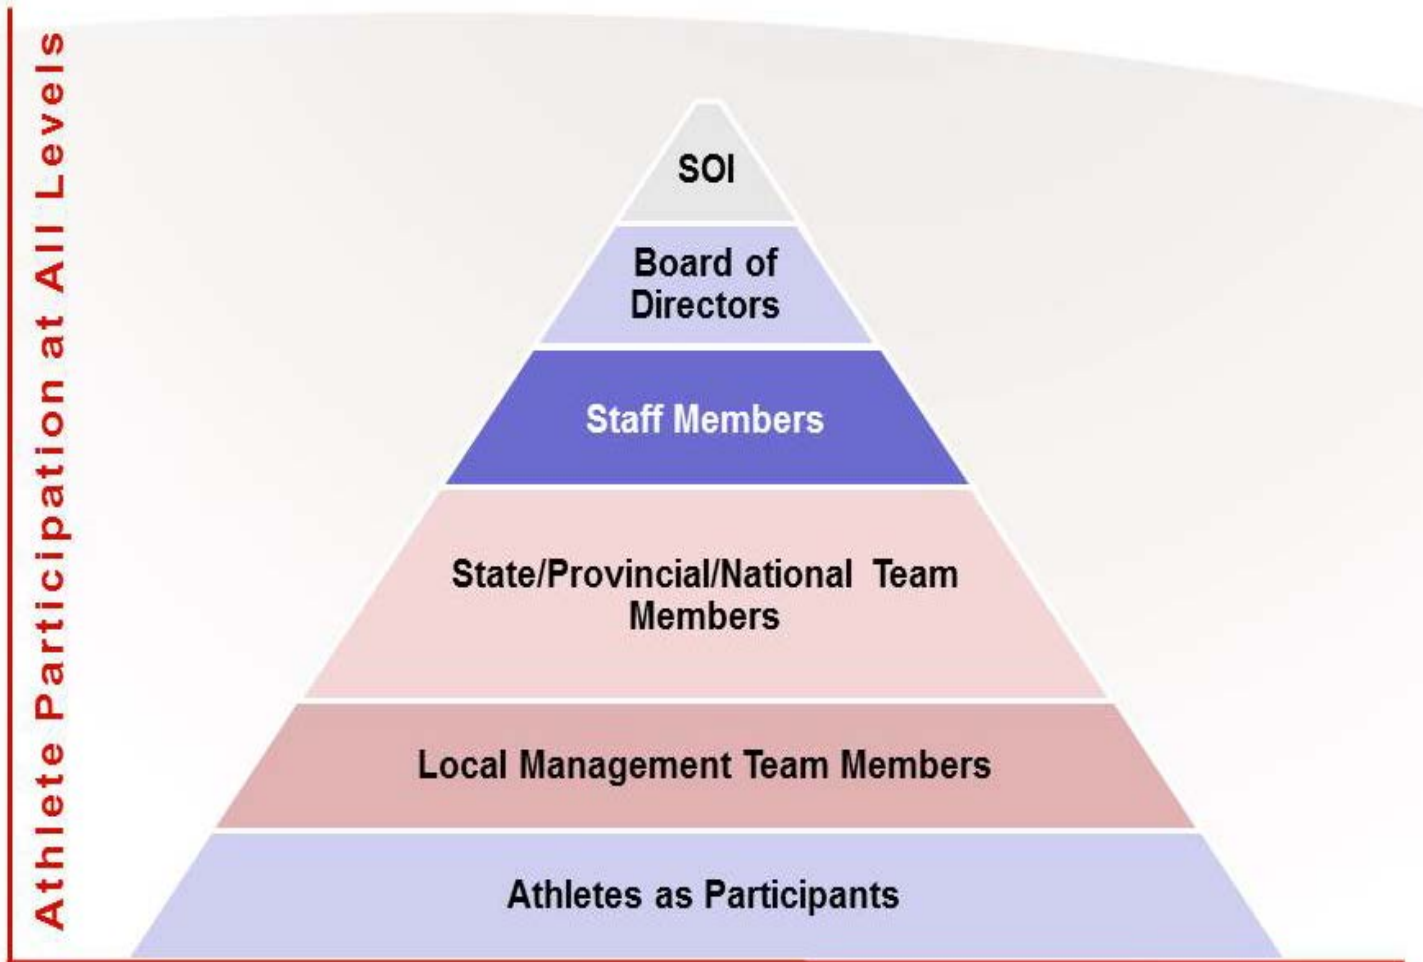 Athlete Participation at All Levels
SOI
Board of
Directors
Staff Members
State/Provincial/National Team
Members
Local Management Team Members
Athletes as Participants